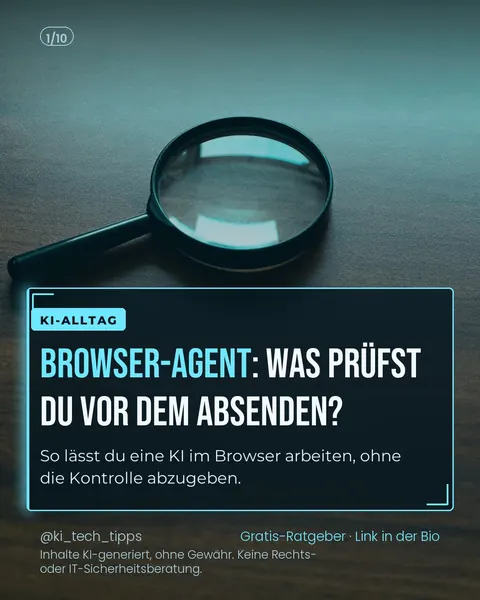 1/10
KI-ALLTAG
BROWSER-AGENT: WAS PRÜFST
DU VOR DEM ABSENDEN?
So lässt du eine KI im Browser arbeiten, ohne
die Kontrolle abzugeben.
@ki_tech_tipps
Gratis-Ratgeber · Link in der Bio
Inhalte KI-generiert, ohne Gewähr. Keine Rechts-
oder IT-Sicherheitsberatung.